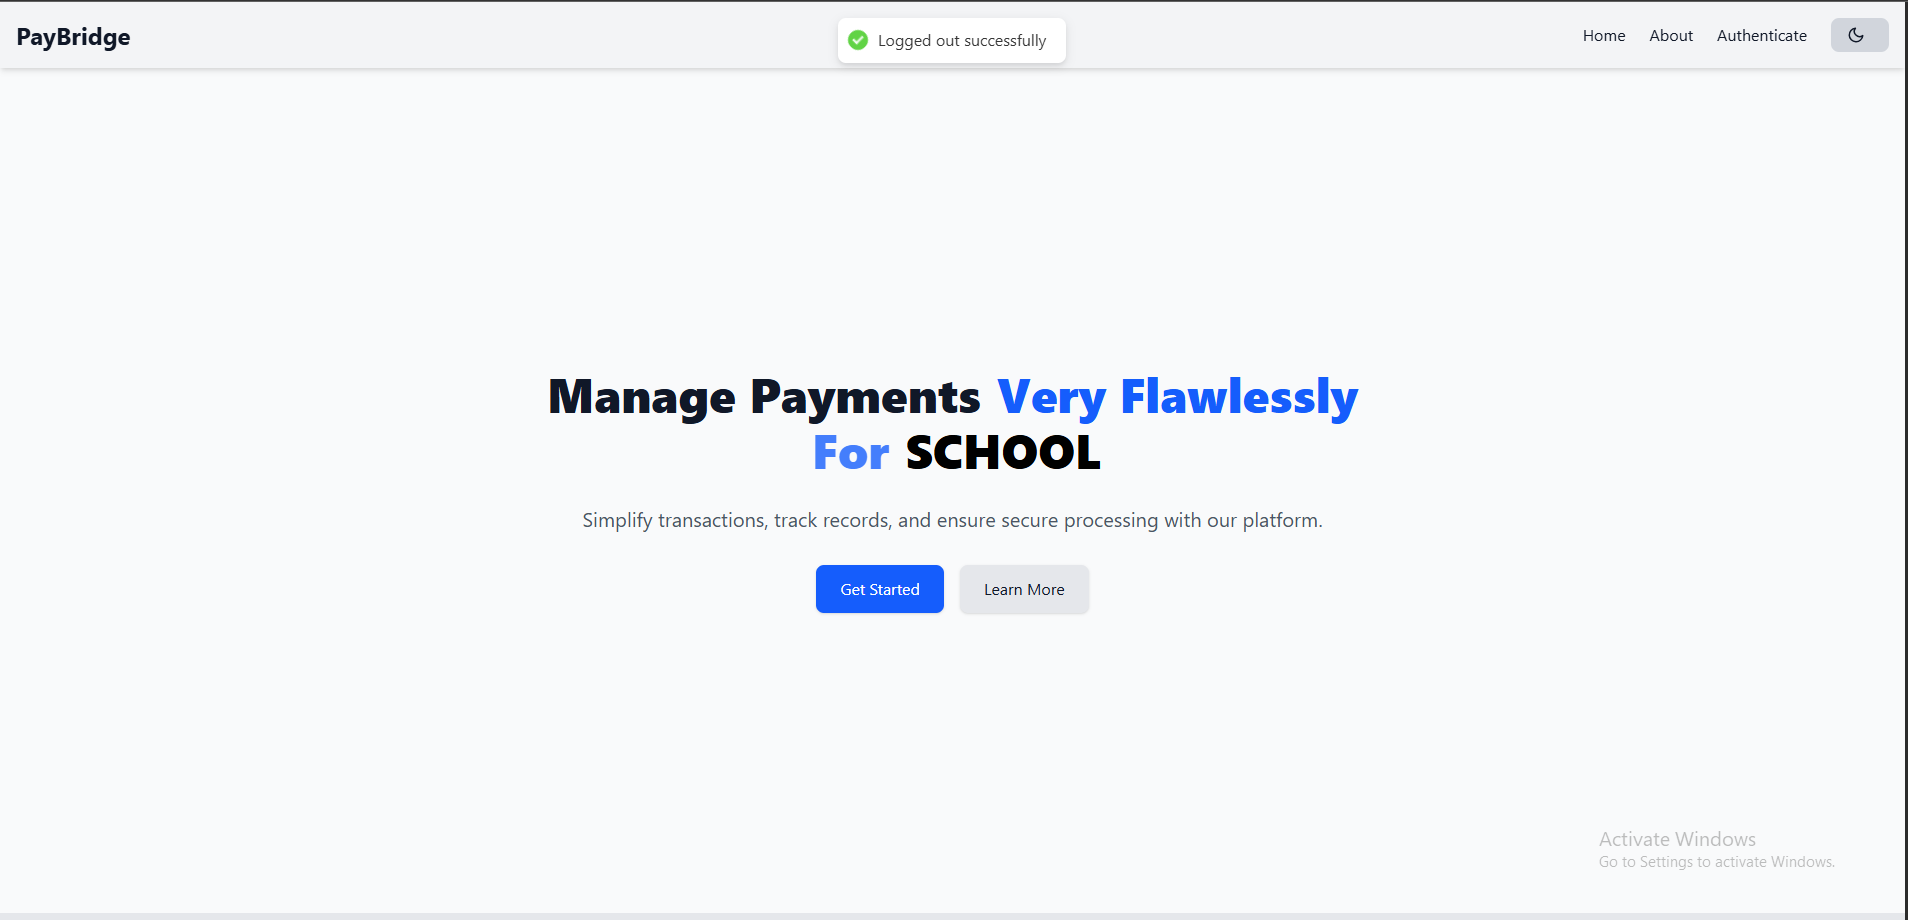 PayBridge
Logged out successfully
Home About Authenticate
Manage Payments Very Flawlessly
For SCHOOL
Simplify transactions, track records, and ensure secure processing with our platform.
Get Started Learn More
Activate Windows
Go to Settings to activate Windows.